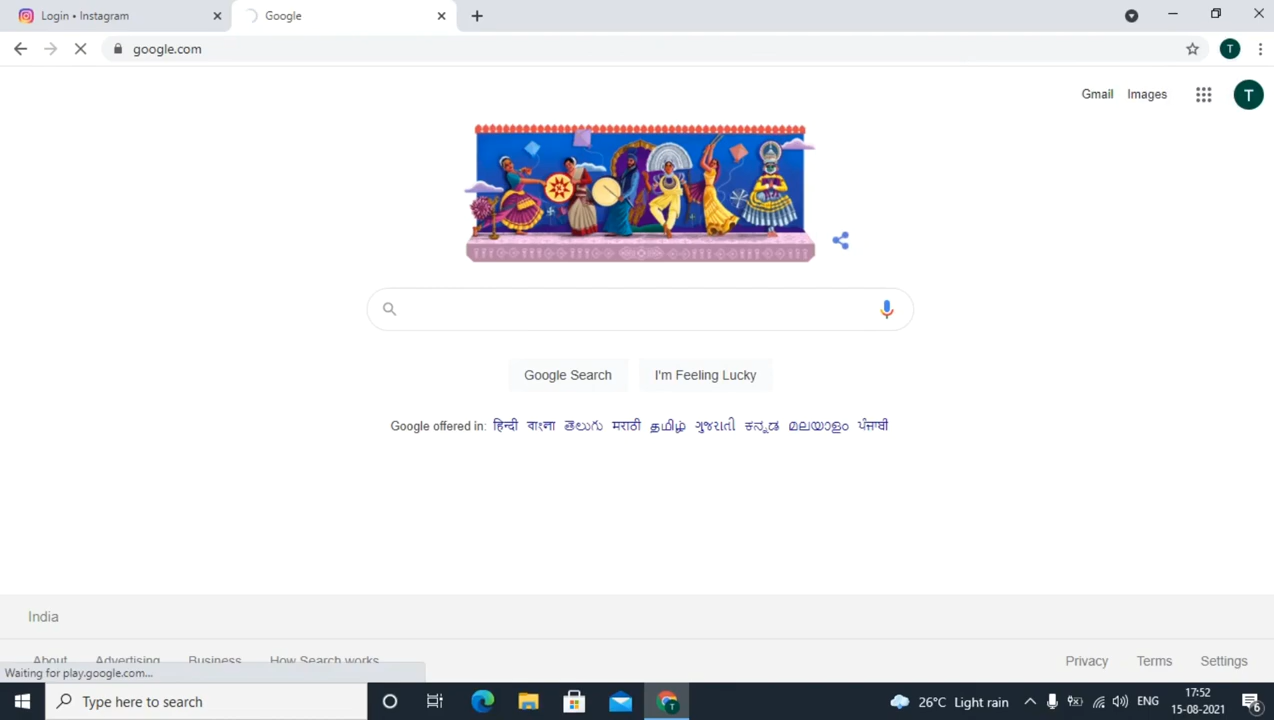 Login • Instagram
Google
google.com
T
Gmail Images
T
Google Search
I'm Feeling Lucky
Google offered in: हिन्दी বাংলা తెలుగు मराठी தமிழ் ગુજરાતી ಕನ್ನಡ മലയാളം ਪੰਜਾਬੀ
India
About Advertising Business How Search works
Privacy Terms Settings
Waiting for play.google.com...
Type here to search
T
26°C Light rain
ENG
17:52
15-08-2021
6